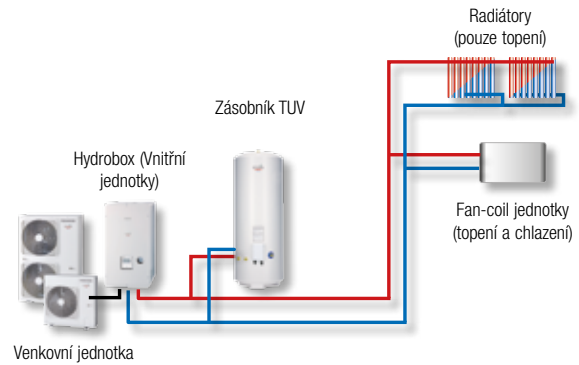 Radiátory
(pouze topení)
Zásobník TUV
Hydrobox (Vnitřní
jednotky)
Fan-coil jednotky
(topení a chlazení)
Venkovní jednotka